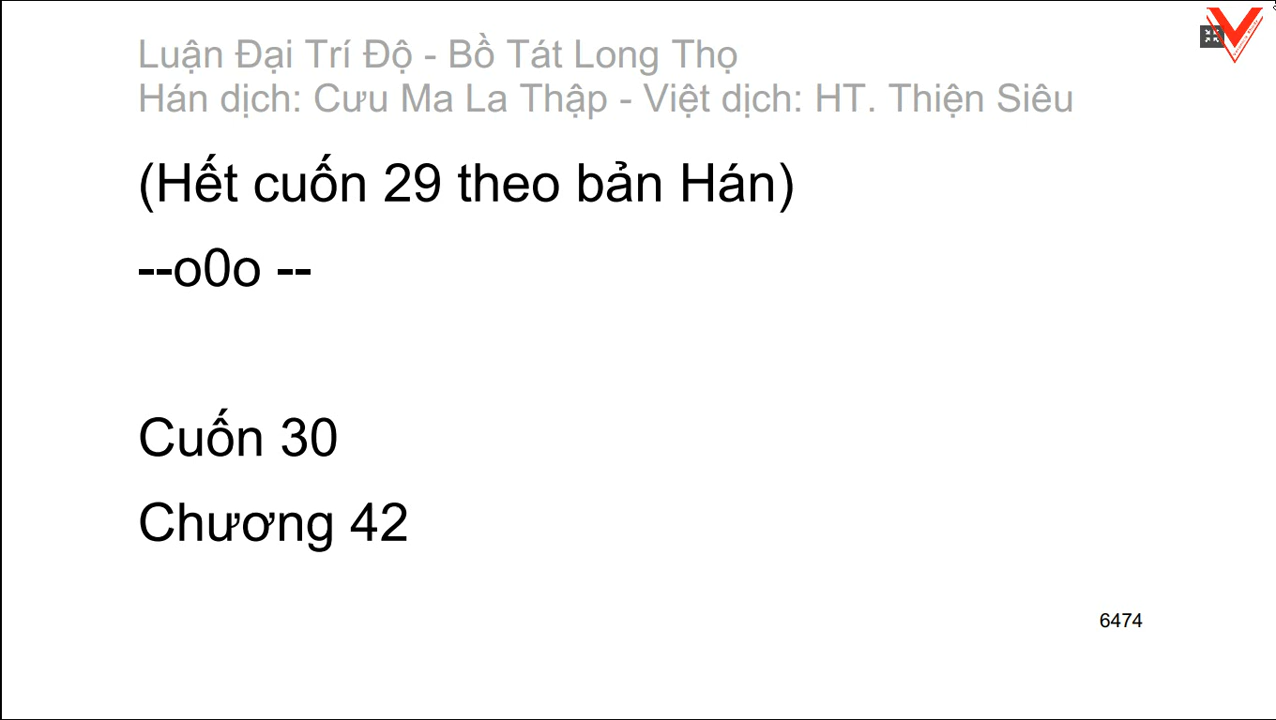 Luận Đại Trí Độ - Bồ Tát Long Thọ
Hán dịch: Cưu Ma La Thập - Việt dịch: HT. Thiện Siêu
(Hết cuốn 29 theo bản Hán)
--o0o --
Cuốn 30
Chương 42
6474